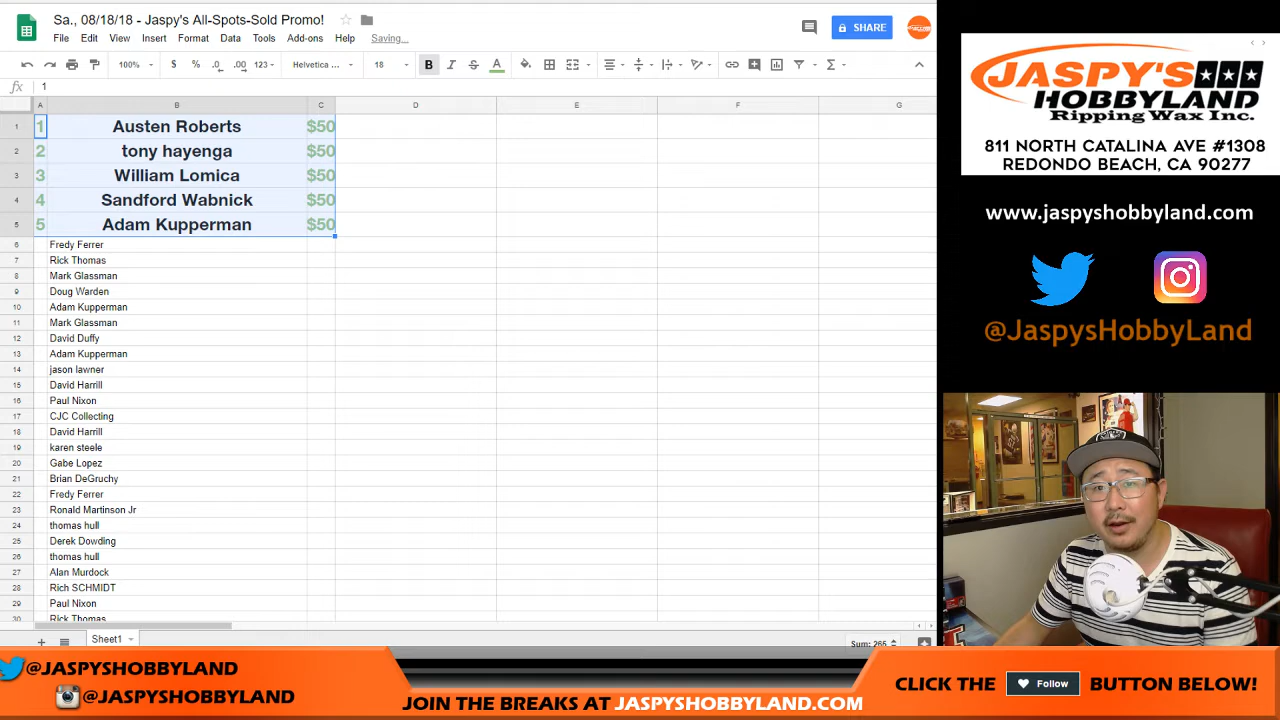 Sa., 08/18/18 - Jaspy's All-Spots-Sold Promo!
File Edit View Insert Format Data Tools Add-ons Help Saving...
SHARE
100% $ % .0 .00 123 Helvetica ... 18 B I S A
fx 1
A B C D E F G
1 1 Austen Roberts $50
2 2 tony hayenga $50
3 3 William Lomica $50
4 4 Sandford Wabnick $50
5 5 Adam Kupperman $50
6 Fredy Ferrer
7 Rick Thomas
8 Mark Glassman
9 Doug Warden
10 Adam Kupperman
11 Mark Glassman
12 David Duffy
13 Adam Kupperman
14 jason lawner
15 David Harrill
16 Paul Nixon
17 CJC Collecting
18 David Harrill
19 karen steele
20 Gabe Lopez
21 Brian DeGruchy
22 Fredy Ferrer
23 Ronald Martinson Jr
24 thomas hull
25 Derek Dowding
26 thomas hull
27 Alan Murdock
28 Rich SCHMIDT
29 Paul Nixon
30 Rick Thomas
Sheet1
Sum: 265
JASPY'S
HOBBYLAND
Ripping Wax Inc.
811 NORTH CATALINA AVE #1308
REDONDO BEACH, CA 90277
www.jaspyshobbyland.com
@JaspysHobbyLand
@JASPYSHOBBYLAND
@JASPYSHOBBYLAND
JOIN THE BREAKS AT JASPYSHOBBYLAND.COM
CLICK THE Follow BUTTON BELOW!